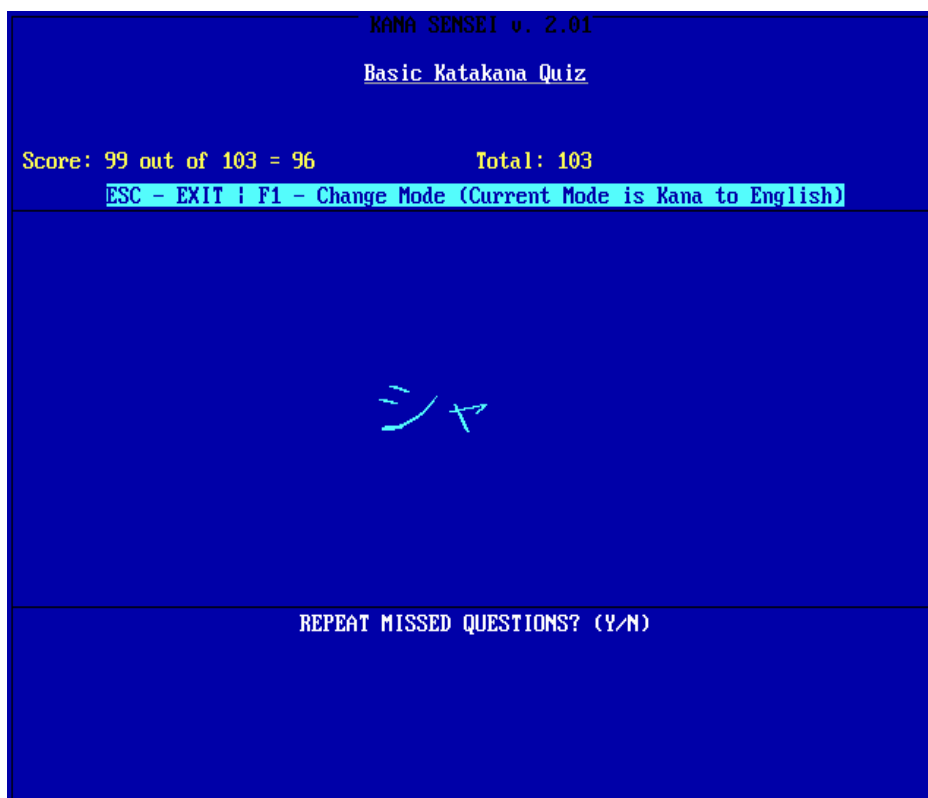 KANA SENSEI v. 2.01
Basic Katakana Quiz
Score: 99 out of 103 = 96 Total: 103
ESC - EXIT ¦ F1 - Change Mode (Current Mode is Kana to English)
シャ
REPEAT MISSED QUESTIONS? (Y/N)